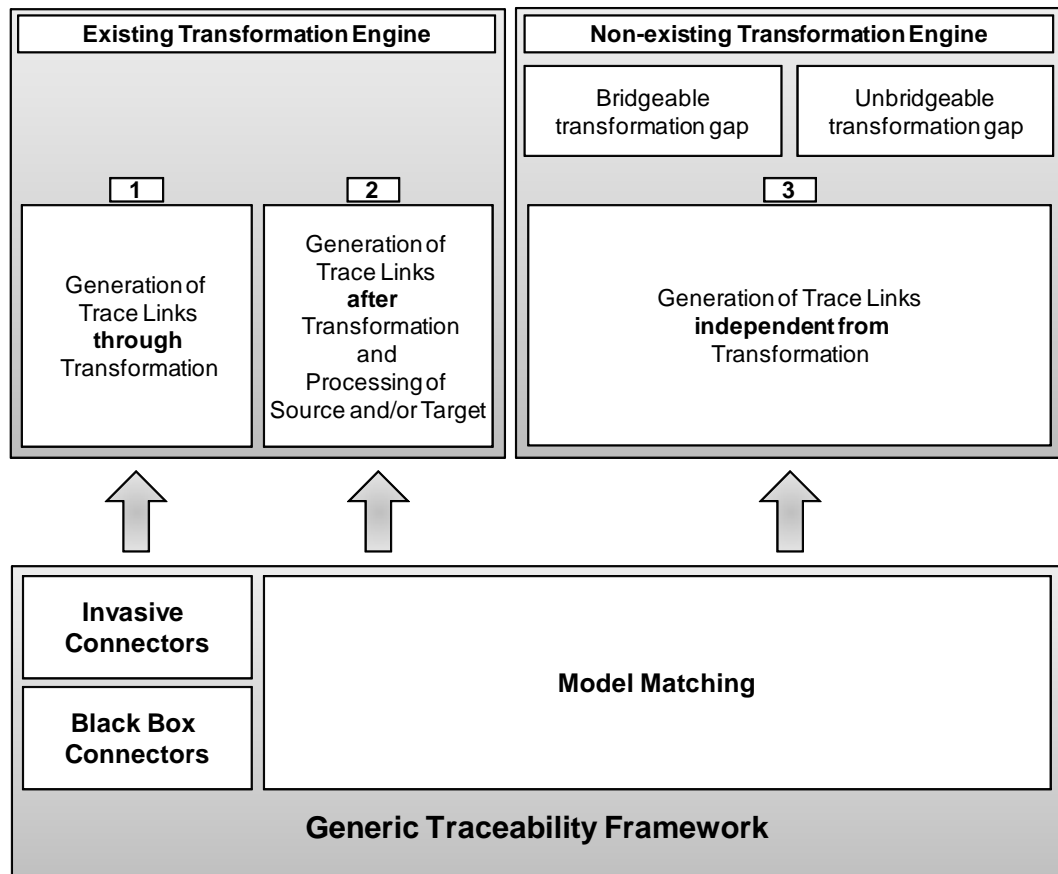 Existing Transformation Engine
Non-existing Transformation Engine
Bridgeable
transformation gap
Unbridgeable
transformation gap
1
2
3
Generation of
Trace Links
through
Transformation
Generation of
Trace Links
after
Transformation
and
Processing of
Source and/or Target
Generation of Trace Links
independent from
Transformation
Invasive
Connectors
Black Box
Connectors
Model Matching
Generic Traceability Framework